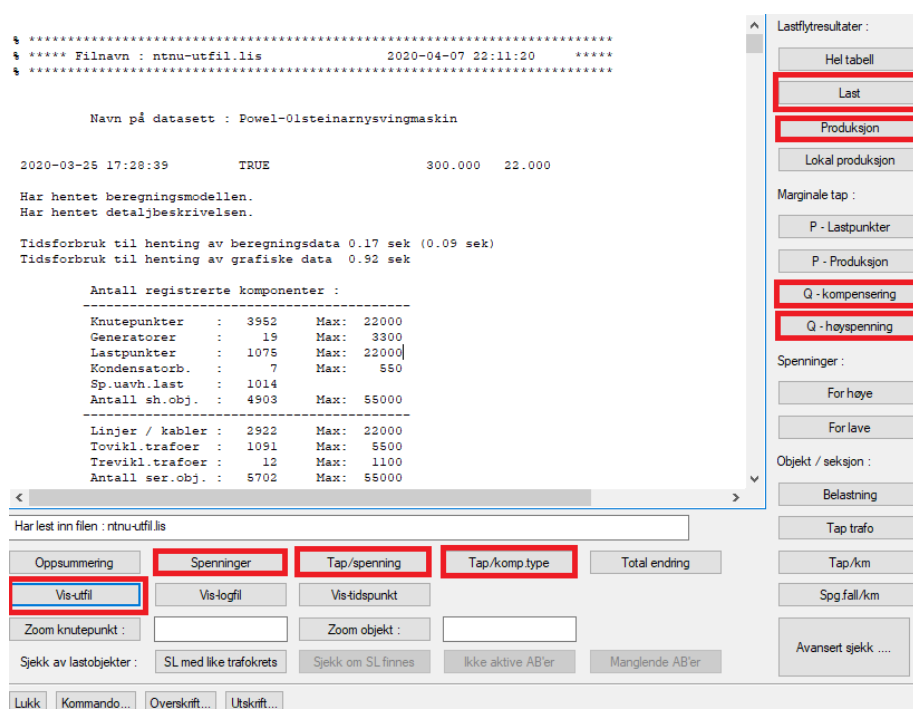 % ***************************************************************************
% ***** Filnavn : ntnu-utfil.lis 2020-04-07 22:11:20 *****
% ***************************************************************************
Navn på datasett : Powel-01steinarnysvingmaskin
2020-03-25 17:28:39 TRUE 300.000 22.000
Har hentet beregningsmodellen.
Har hentet detaljbeskrivelsen.
Tidsforbruk til henting av beregningsdata 0.17 sek (0.09 sek)
Tidsforbruk til henting av grafiske data 0.92 sek
Antall registrerte komponenter :
------------------------------------------
Knutepunkter : 3952 Max: 22000
Generatorer : 19 Max: 3300
Lastpunkter : 1075 Max: 22000
Kondensatorb. : 7 Max: 550
Sp.uavh.last : 1014
Antall sh.obj. : 4903 Max: 55000
------------------------------------------
Linjer / kabler : 2922 Max: 22000
Tovikl.trafoer : 1091 Max: 5500
Trevikl.trafoer : 12 Max: 1100
Antall ser.obj. : 5702 Max: 55000
Har lest inn filen : ntnu-utfil.lis
Oppsummering Spenninger Tap/spenning Tap/komp.type Total endring
Vis-utfil Vis-logfil Vis-tidspunkt
Zoom knutepunkt : Zoom objekt :
Sjekk av lastobjekter : SL med like trafokrets Sjekk om SL finnes Ikke aktive AB'er Manglende AB'er
Lukk Kommando... Overskrift... Utskrift...
Lastflytresultater :
Hel tabell
Last
Produksjon
Lokal produksjon
Marginale tap :
P - Lastpunkter
P - Produksjon
Q - kompensering
Q - høyspenning
Spenninger :
For høye
For lave
Objekt / seksjon :
Belastning
Tap trafo
Tap/km
Spg.fall/km
Avansert sjekk ....